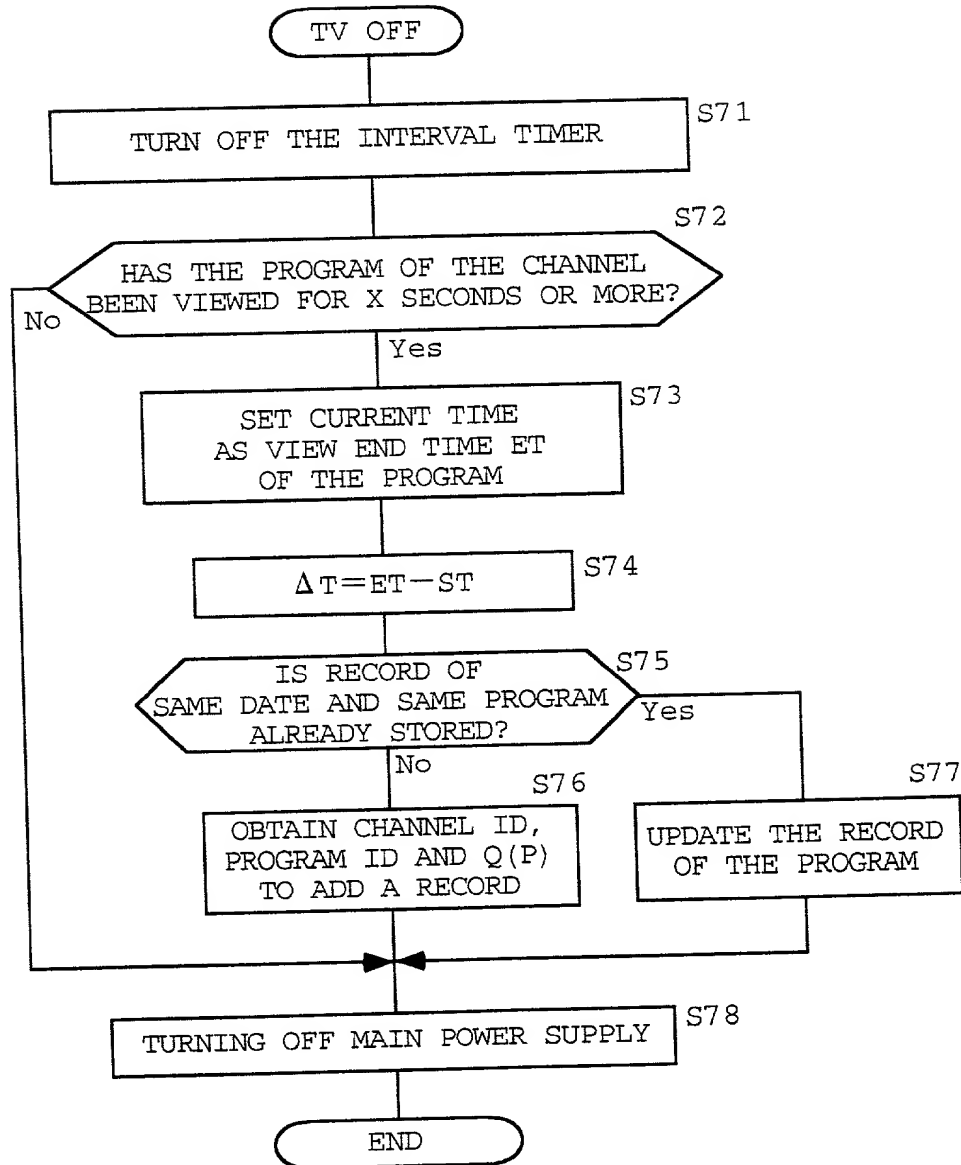 TV OFF
S71
TURN OFF THE INTERVAL TIMER
S72
HAS THE PROGRAM OF THE CHANNEL
BEEN VIEWED FOR X SECONDS OR MORE?
No
Yes
S73
SET CURRENT TIME
AS VIEW END TIME ET
OF THE PROGRAM
S74
ΔT=ET−ST
S75
IS RECORD OF
SAME DATE AND SAME PROGRAM
ALREADY STORED?
Yes
No
S76
OBTAIN CHANNEL ID,
PROGRAM ID AND Q(P)
TO ADD A RECORD
S77
UPDATE THE RECORD
OF THE PROGRAM
S78
TURNING OFF MAIN POWER SUPPLY
END